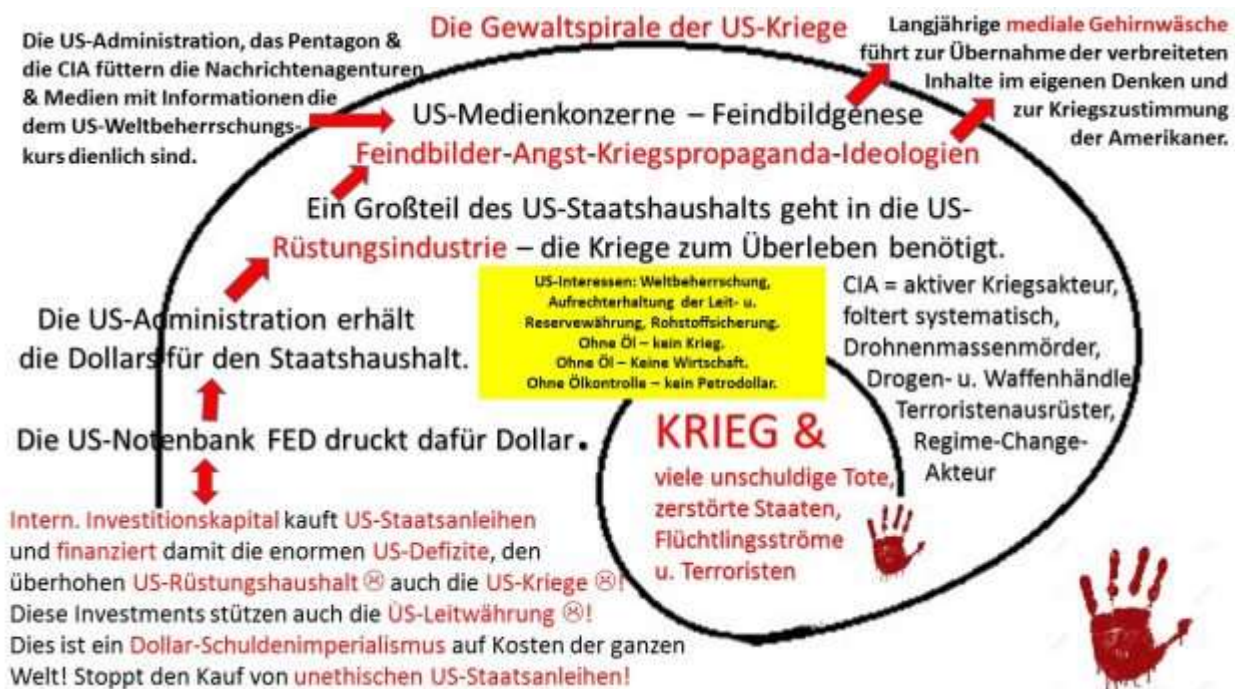 Die Gewaltspirale der US-Kriege
Die US-Administration, das Pentagon &
die CIA füttern die Nachrichtenagenturen
& Medien mit Informationen die
dem US-Weltbeherrschungs-
kurs dienlich sind.
Langjährige mediale Gehirnwäsche
führt zur Übernahme der verbreiteten
Inhalte im eigenen Denken und
zur Kriegszustimmung
der Amerikaner.
US-Medienkonzerne – Feindbildgenese
Feindbilder-Angst-Kriegspropaganda-Ideologien
Ein Großteil des US-Staatshaushalts geht in die US-
Rüstungsindustrie – die Kriege zum Überleben benötigt.
US-Interessen: Weltbeherrschung,
Aufrechterhaltung der Leit- u.
Reservewährung, Rohstoffsicherung.
Ohne Öl – kein Krieg.
Ohne Öl – Keine Wirtschaft.
Ohne Ölkontrolle – kein Petrodollar.
CIA = aktiver Kriegsakteur,
foltert systematisch,
Drohnenmassenmörder,
Drogen- u. Waffenhändle
Terroristenausrüster,
Regime-Change-
Akteur
Die US-Administration erhält
die Dollars für den Staatshaushalt.
Die US-Notenbank FED druckt dafür Dollar.
KRIEG &
viele unschuldige Tote,
zerstörte Staaten,
Flüchtlingsströme
u. Terroristen
Intern. Investitionskapital kauft US-Staatsanleihen
und finanziert damit die enormen US-Defizite, den
überhohen US-Rüstungshaushalt ☹ auch die US-Kriege ☹!
Diese Investments stützen auch die US-Leitwährung ☹!
Dies ist ein Dollar-Schuldenimperialismus auf Kosten der ganzen
Welt! Stoppt den Kauf von unethischen US-Staatsanleihen!